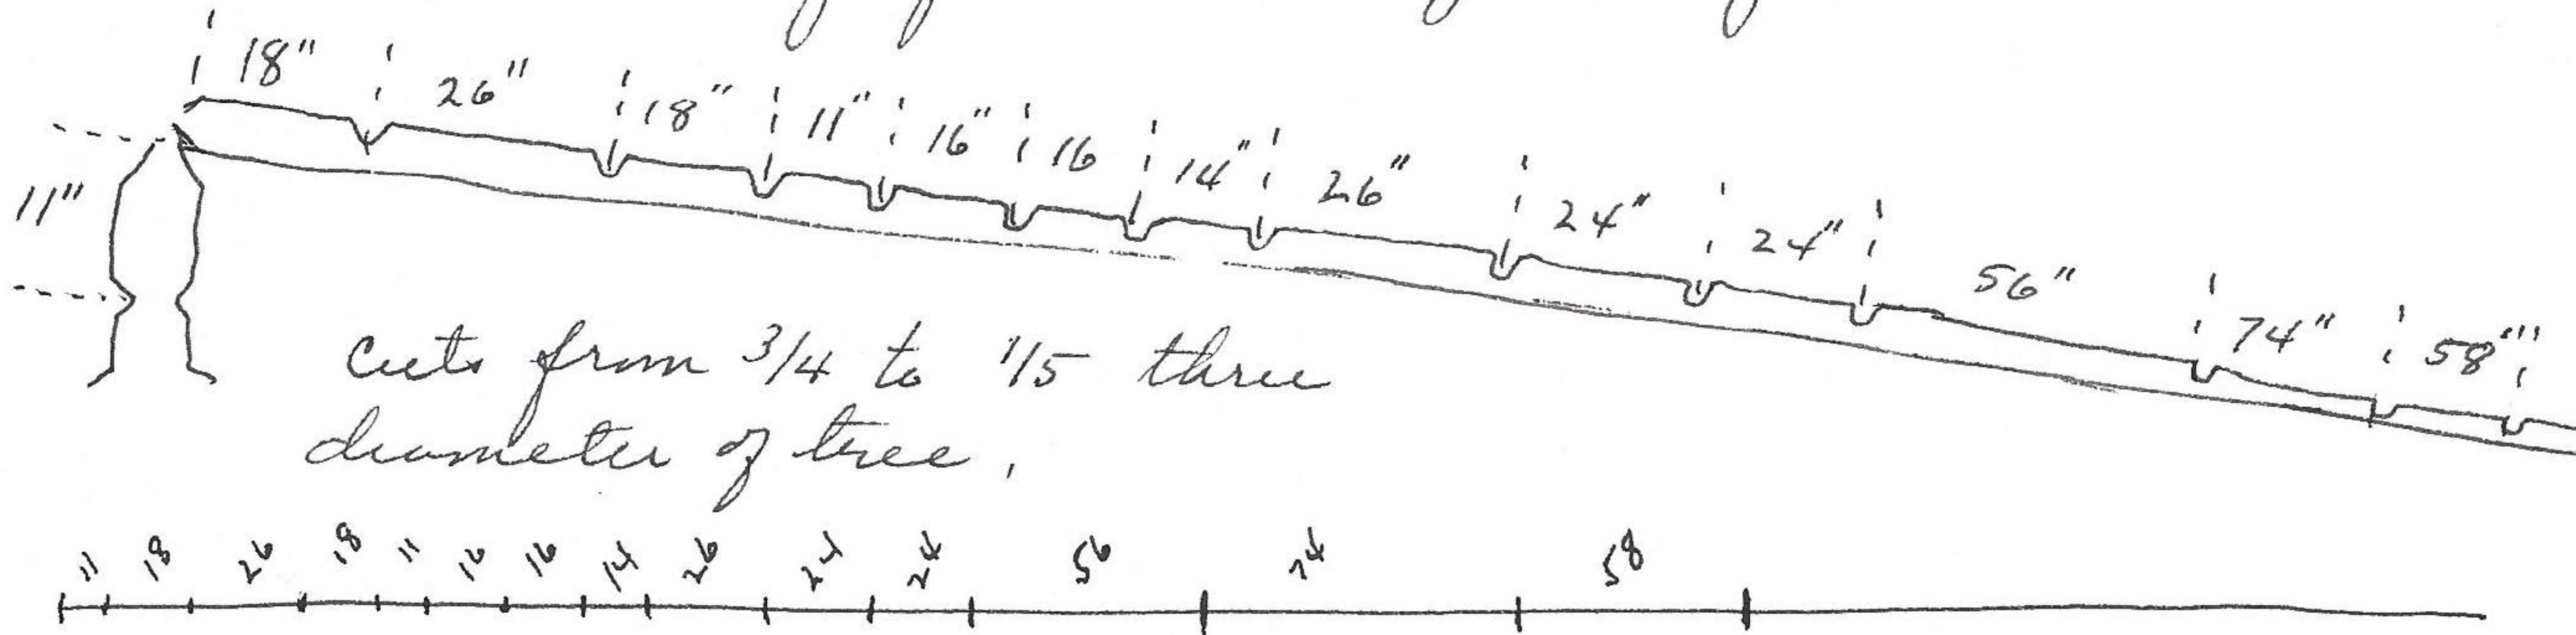 18" 26" 18" 11" 16" 16 14" 26" 24" 24" 56" 74" 58"
11"
cuts from 3/4 to 1/5 three
diameter of tree.
11 18 26 18 11 16 16 14 26 24 24 56 74 58